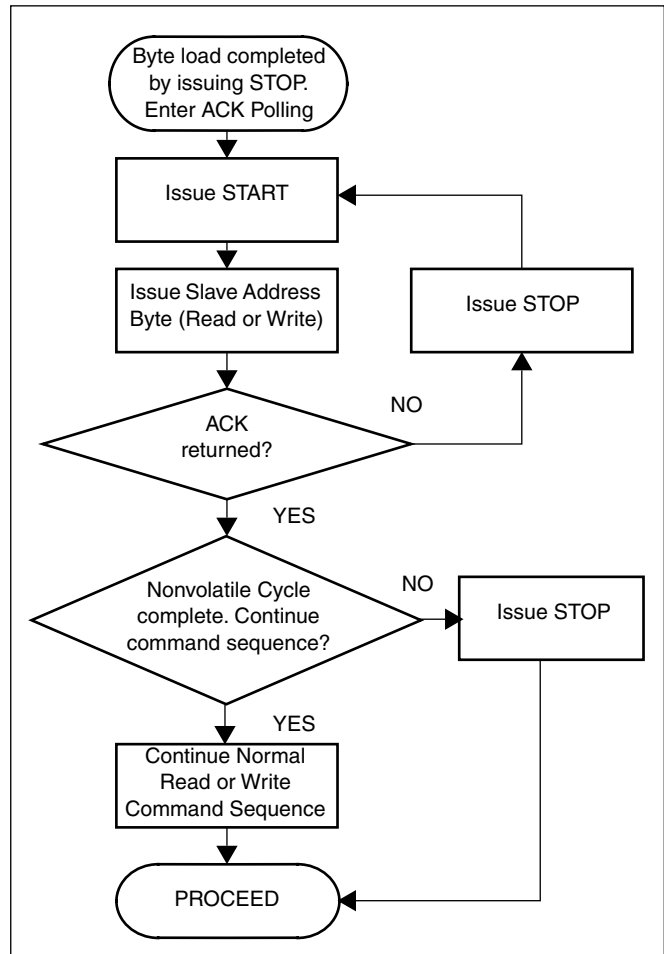 Byte load completed
by issuing STOP.
Enter ACK Polling
Issue START
Issue Slave Address
Byte (Read or Write)
Issue STOP
NO
ACK
returned?
YES
Nonvolatile Cycle
complete. Continue
command sequence?
NO
Issue STOP
YES
Continue Normal
Read or Write
Command Sequence
PROCEED